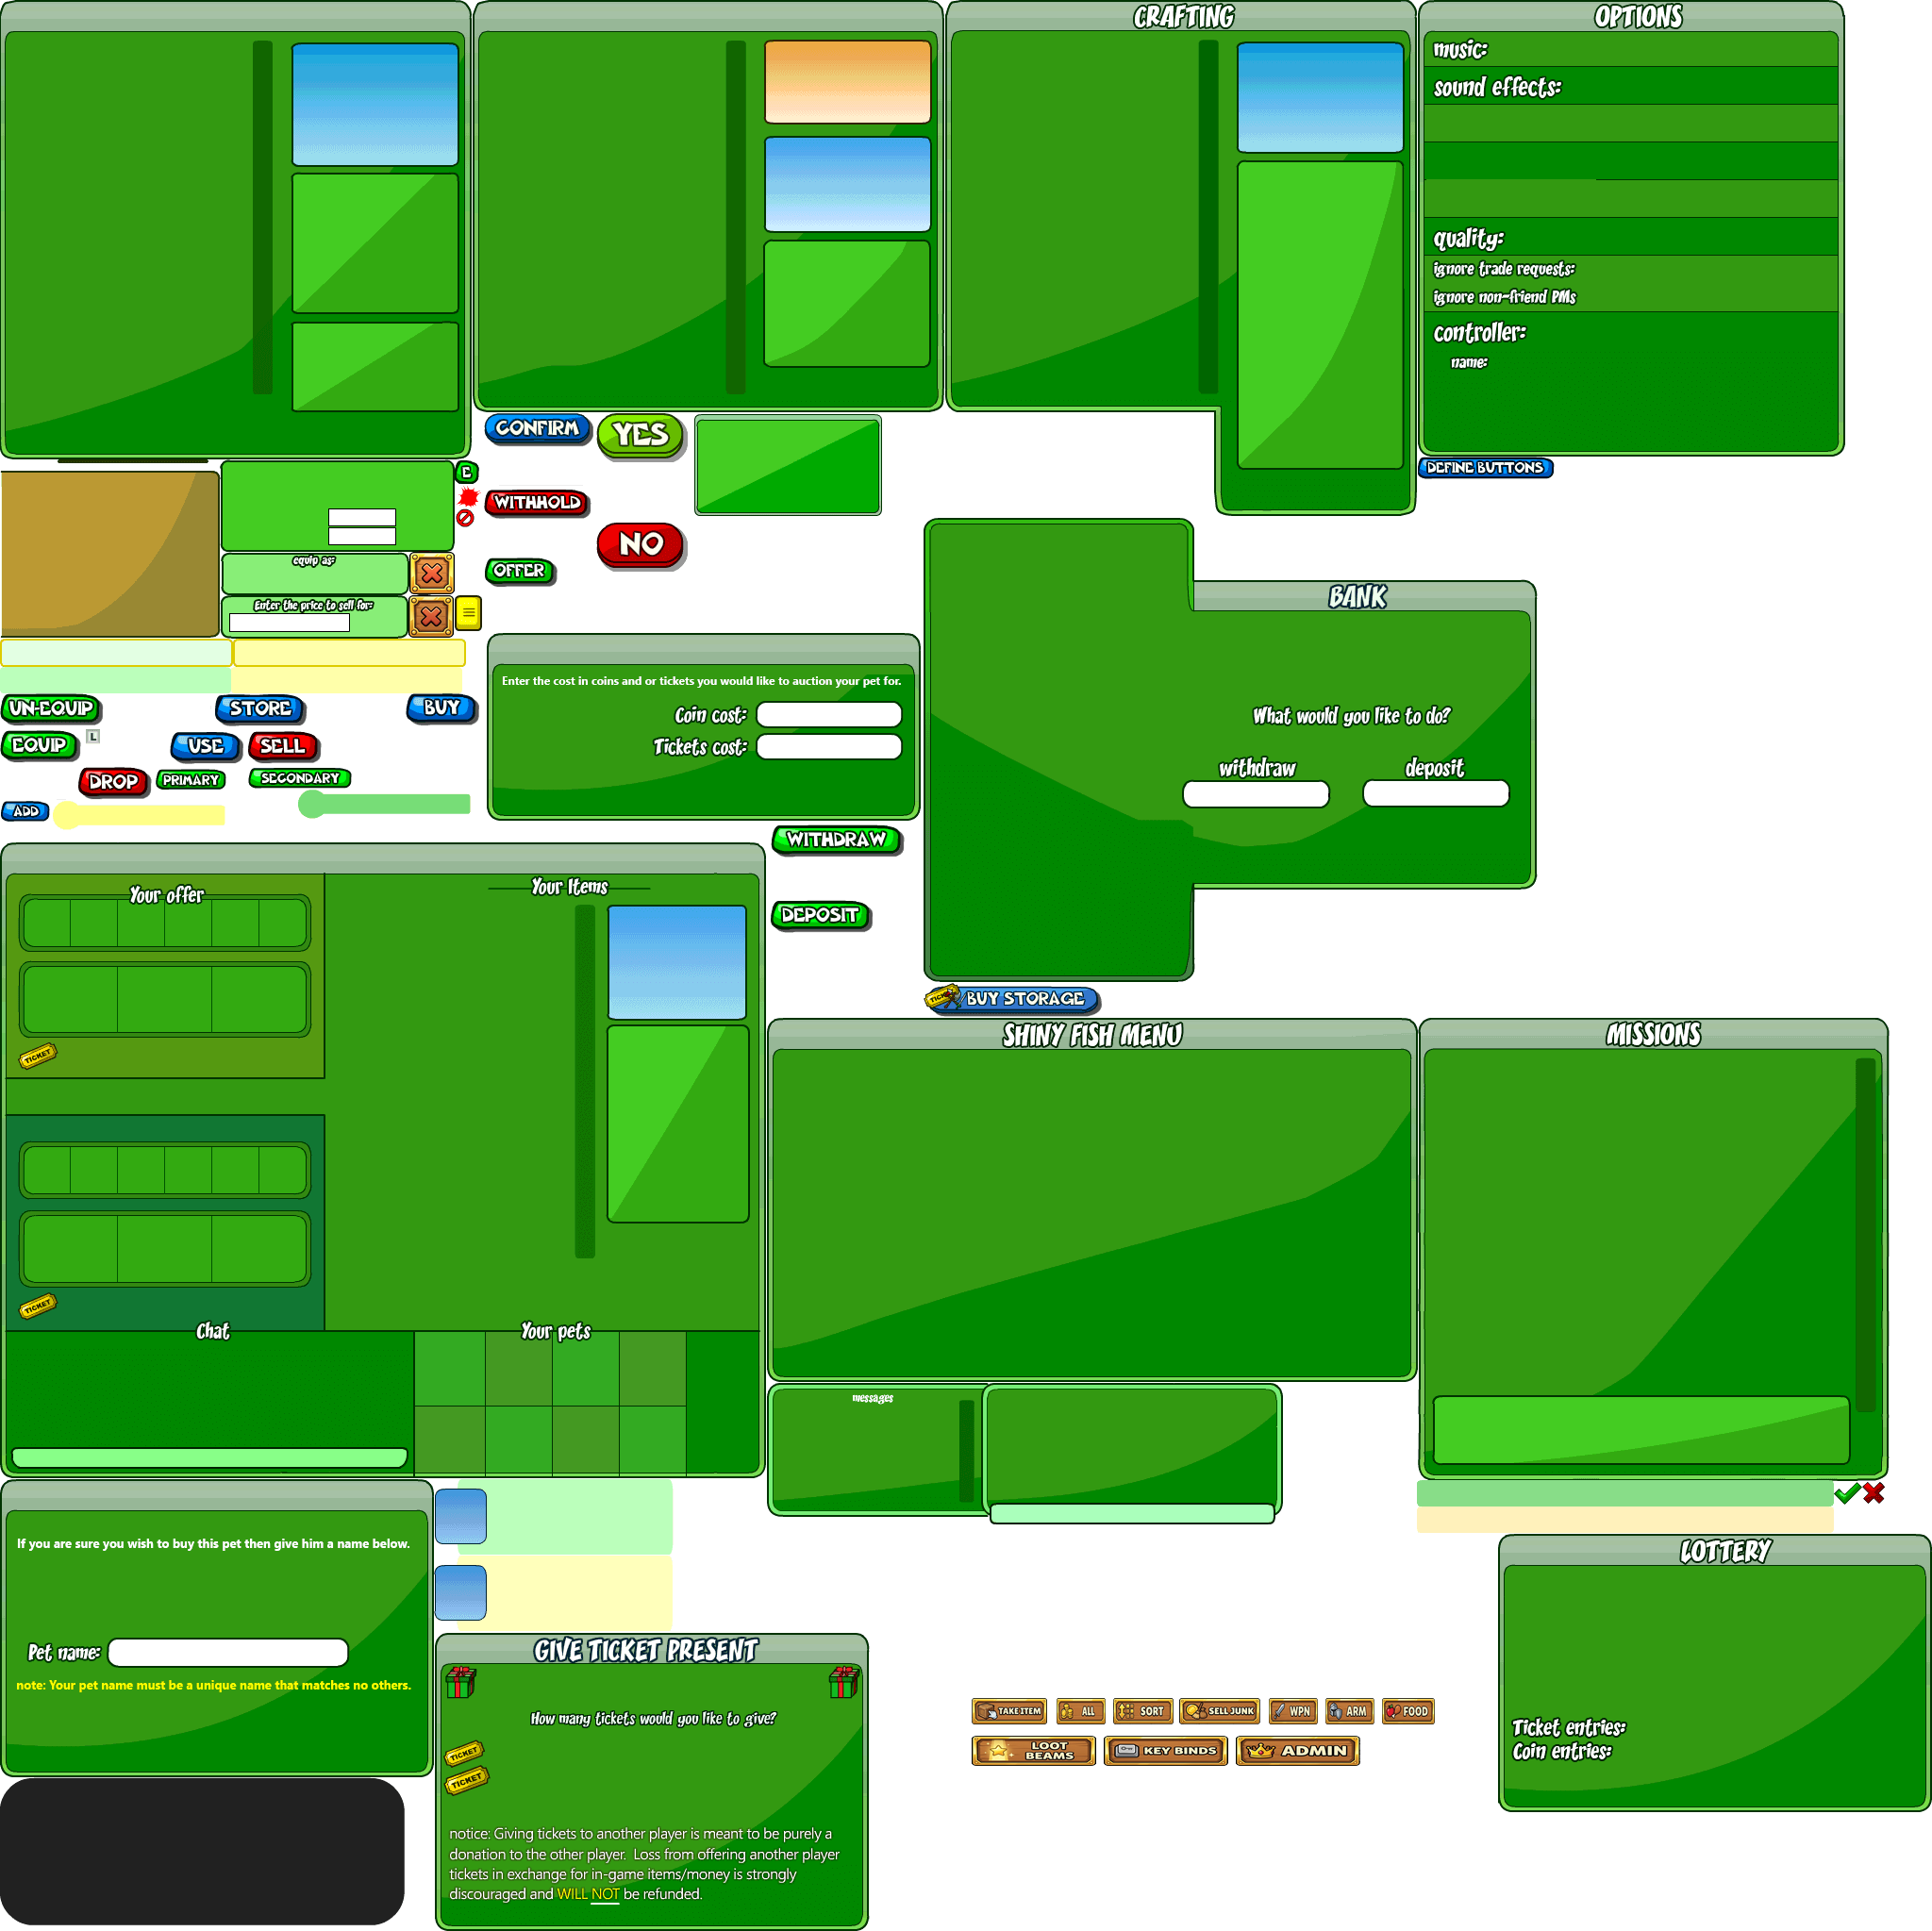 CRAFTING
OPTIONS
music:
sound effects:
quality:
ignore trade requests:
ignore non-friend PMs
controller:
name:
DEFINE BUTTONS
CONFIRM
YES
WITHHOLD
NO
OFFER
E
equip as:
Enter the price to sell for:
BANK
What would you like to do?
withdraw
deposit
Enter the cost in coins and or tickets you would like to auction your pet for.
Coin cost:
Tickets cost:
UN-EQUIP
STORE
BUY
EQUIP
L
USE
SELL
DROP
PRIMARY
SECONDARY
ADD
WITHDRAW
DEPOSIT
BUY STORAGE
Your offer
Your Items
TICKET
TICKET
Chat
Your pets
SHINY FISH MENU
MISSIONS
messages
If you are sure you wish to buy this pet then give him a name below.
Pet name:
note: Your pet name must be a unique name that matches no others.
GIVE TICKET PRESENT
How many tickets would you like to give?
TICKET
TICKET
notice: Giving tickets to another player is meant to be purely a
donation to the other player.  Loss from offering another player
tickets in exchange for in-game items/money is strongly
discouraged and WILL NOT be refunded.
TAKE ITEM
ALL
SORT
SELL JUNK
WPN
ARM
FOOD
LOOT
BEAMS
KEY BINDS
ADMIN
LOTTERY
Ticket entries:
Coin entries: